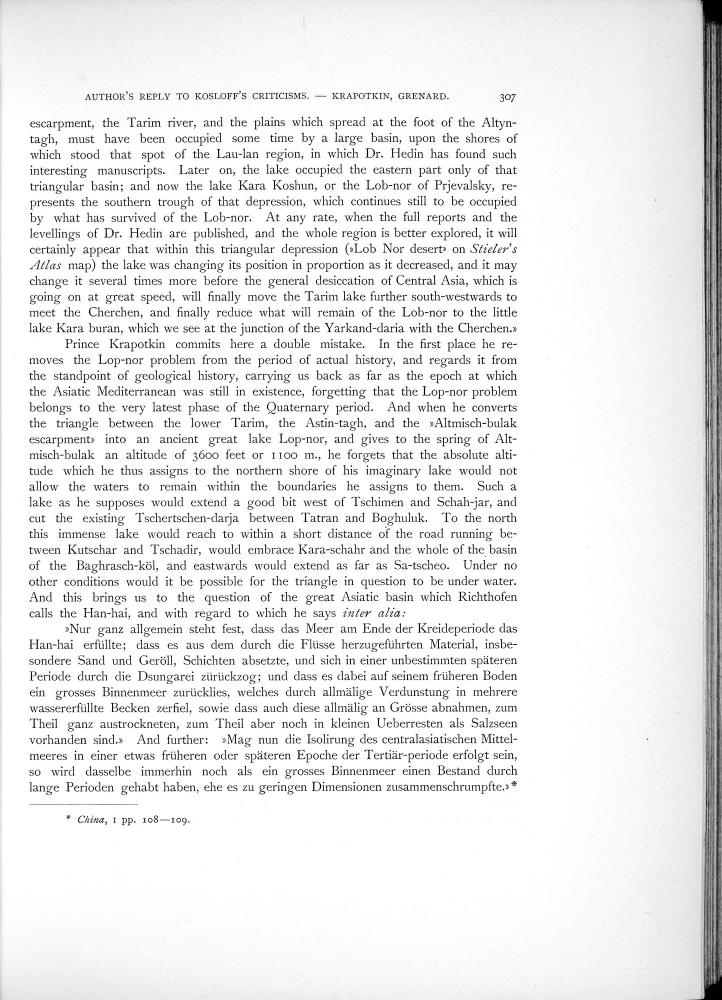 AUTHOR'S REPLY TO KOSLOFF'S CRITICISMS. — KRAPOTKIN, GRENARD. 307
escarpment, the Tarim river, and the plains which spread at the foot of the Altyn-
tagh, must have been occupied some time by a large basin, upon the shores of
which stood that spot of the Lau-lan region, in which Dr. Hedin has found such
interesting manuscripts. Later on, the lake occupied the eastern part only of that
triangular basin; and now the lake Kara Koshun, or the Lob-nor of Prjevalsky, re-
presents the southern trough of that depression, which continues still to be occupied
by what has survived of the Lob-nor. At any rate, when the full reports and the
levellings of Dr. Hedin are published, and the whole region is better explored, it will
certainly appear that within this triangular depression (»Lob Nor desert» on Stieler's
Atlas map) the lake was changing its position in proportion as it decreased, and it may
change it several times more before the general desiccation of Central Asia, which is
going on at great speed, will finally move the Tarim lake further south-westwards to
meet the Cherchen, and finally reduce what will remain of the Lob-nor to the little
lake Kara buran, which we see at the junction of the Yarkand-daria with the Cherchen.»
Prince Krapotkin commits here a double mistake. In the first place he re-
moves the Lop-nor problem from the period of actual history, and regards it from
the standpoint of geological history, carrying us back as far as the epoch at which
the Asiatic Mediterranean was still in existence, forgetting that the Lop-nor problem
belongs to the very latest phase of the Quaternary period. And when he converts
the triangle between the lower Tarim, the Astin-tagh, and the »Altmisch-bulak
escarpment» into an ancient great lake Lop-nor, and gives to the spring of Alt-
misch-bulak an altitude of 3600 feet or 1100 m., he forgets that the absolute alti-
tude which he thus assigns to the northern shore of his imaginary lake would not
allow the waters to remain within the boundaries he assigns to them. Such a
lake as he supposes would extend a good bit west of Tschimen and Schah-jar, and
cut the existing Tschertschen-darja between Tatran and Boghuluk. To the north
this immense lake would reach to within a short distance of the road running be-
tween Kutschar and Tschadir, would embrace Kara-schahr and the whole of the basin
of the Baghrasch-köl, and eastwards would extend as far as Sa-tscheo. Under no
other conditions would it be possible for the triangle in question to be under water.
And this brings us to the question of the great Asiatic basin which Richthofen
calls the Han-hai, and with regard to which he says inter alia:
»Nur ganz allgemein steht fest, dass das Meer am Ende der Kreideperiode das
Han-hai erfüllte; dass es aus dem durch die Flüsse herzugeführten Material, insbe-
sondere Sand und Geröll, Schichten absetzte, und sich in einer unbestimmten späteren
Periode durch die Dsungarei zürückzog; und dass es dabei auf seinem früheren Boden
ein grosses Binnenmeer zurücklies, welches durch allmälige Verdunstung in mehrere
wassererfüllte Becken zerfiel, sowie dass auch diese allmälig an Grösse abnahmen, zum
Theil ganz austrockneten, zum Theil aber noch in kleinen Ueberresten als Salzseen
vorhanden sind.» And further: »Mag nun die Isolirung des centralasiatischen Mittel-
meeres in einer etwas früheren oder späteren Epoche der Tertiär-periode erfolgt sein,
so wird dasselbe immerhin noch als ein grosses Binnenmeer einen Bestand durch
lange Perioden gehabt haben, ehe es zu geringen Dimensionen zusammenschrumpfte.»*
* China, 1 pp. 108—109.